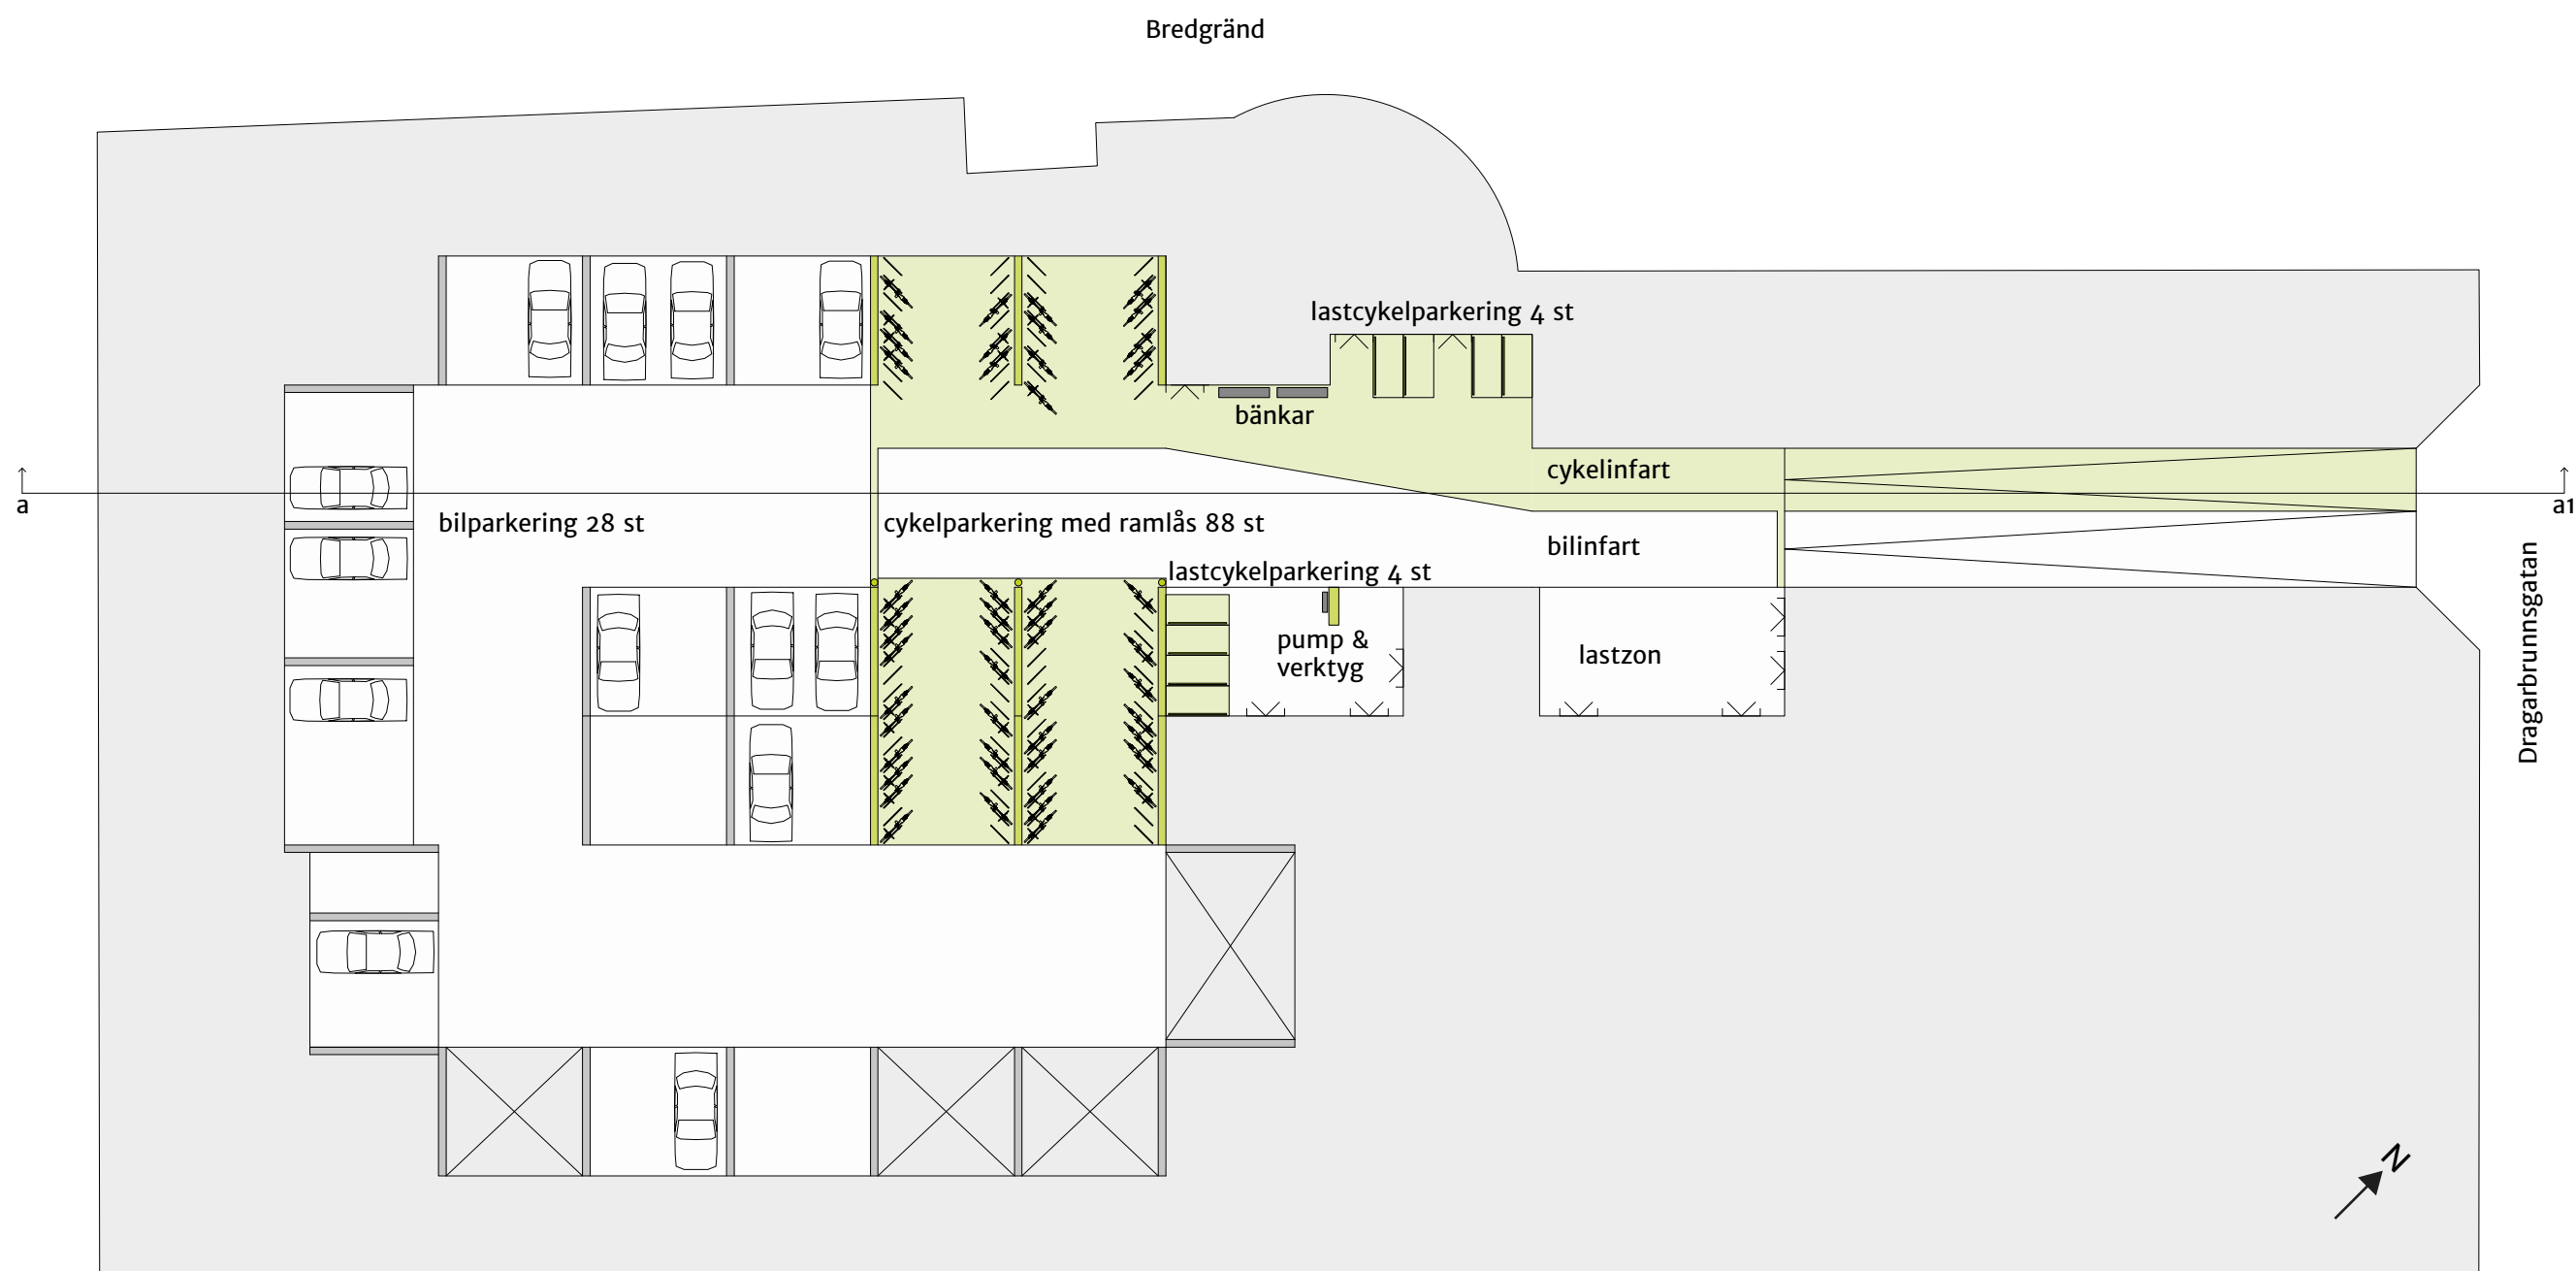 Bredgränd
lastcykelparkering 4 st
bänkar
cykelinfart
a
a1
bilparkering 28 st
cykelparkering med ramlås 88 st
bilinfart
lastcykelparkering 4 st
pump &
verktyg
lastzon
Dragarbrunnsgatan
N